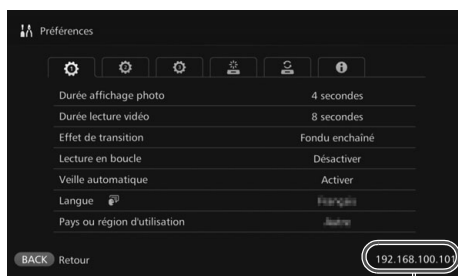 Préférences
Durée affichage photo 4 secondes
Durée lecture vidéo 8 secondes
Effet de transition Fondu enchaîné
Lecture en boucle Désactiver
Veille automatique Activer
Langue
Pays ou région d'utilisation
BACK Retour 192.168.100.101